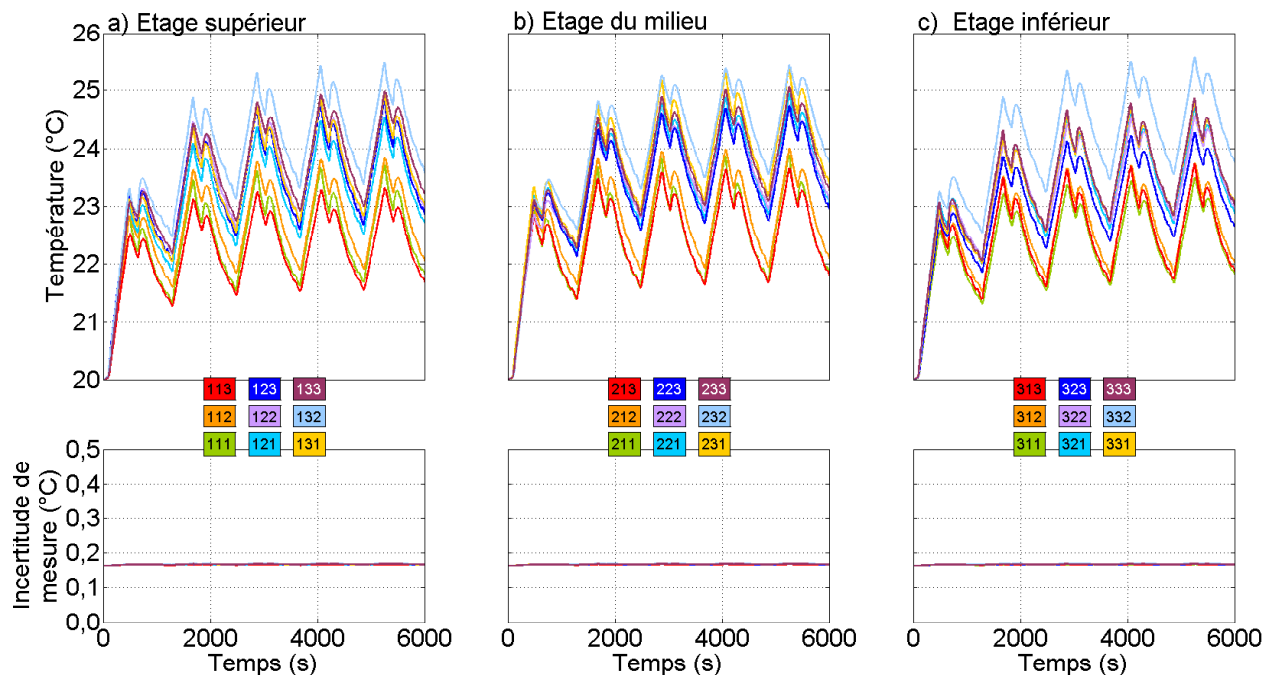 a) Etage supérieur
b) Etage du milieu
c) Etage inférieur
Température (°C)
26
25
24
23
22
21
20
113 123 133
112 122 132
111 121 131
213 223 233
212 222 232
211 221 231
313 323 333
312 322 332
311 321 331
Incertitude de
mesure (°C)
0,5
0,4
0,3
0,2
0,1
0,0
0 2000 4000 6000
Temps (s)
0 2000 4000 6000
Temps (s)
0 2000 4000 6000
Temps (s)